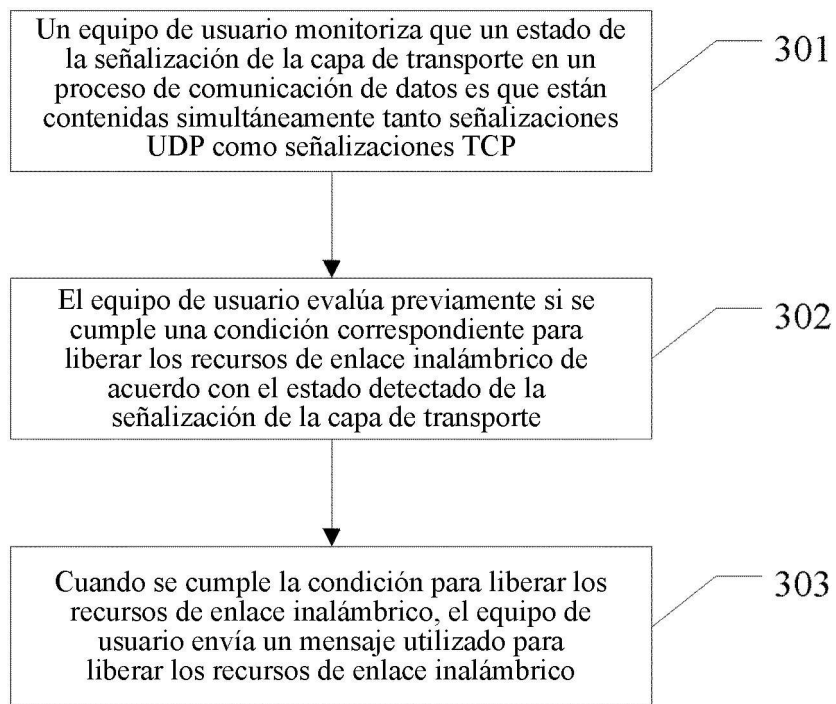 Un equipo de usuario monitoriza que un estado de
la señalización de la capa de transporte en un
proceso de comunicación de datos es que están
contenidas simultáneamente tanto señalizaciones
UDP como señalizaciones TCP
301
El equipo de usuario evalúa previamente si se
cumple una condición correspondiente para
liberar los recursos de enlace inalámbrico de
acuerdo con el estado detectado de la
señalización de la capa de transporte
302
Cuando se cumple la condición para liberar los
recursos de enlace inalámbrico, el equipo de
usuario envía un mensaje utilizado para
liberar los recursos de enlace inalámbrico
303